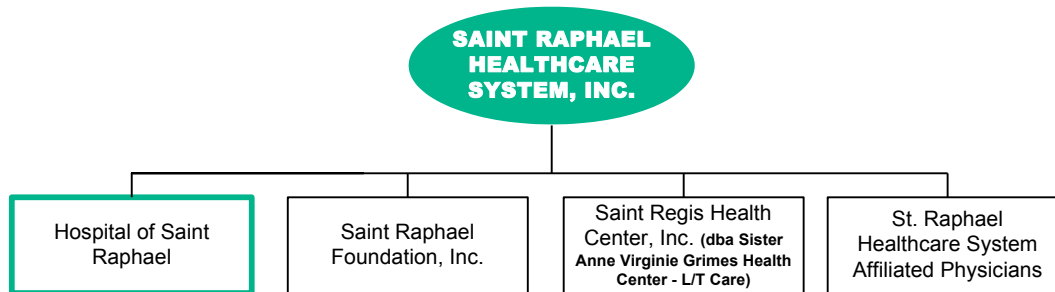 SAINT RAPHAEL
HEALTHCARE
SYSTEM, INC.
Hospital of Saint
Raphael
Saint Raphael
Foundation, Inc.
Saint Regis Health
Center, Inc. (dba Sister
Anne Virginie Grimes Health
Center - L/T Care)
St. Raphael
Healthcare System
Affiliated Physicians